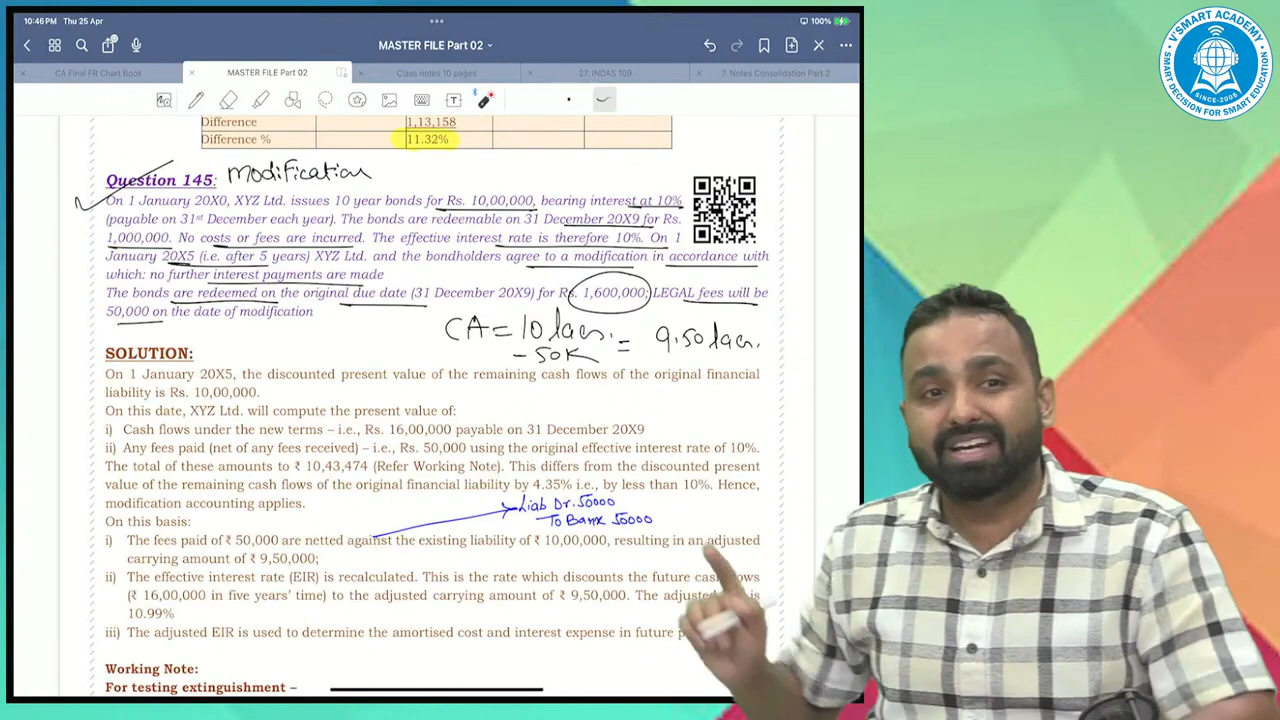 10:46 PM Thu 25 Apr
100%
MASTER FILE Part 02
CA Final FR Chart Book
MASTER FILE Part 02
Class notes 10 pages
27. INDAS 109
7. Notes Consolidation Part 2
V'SMART ACADEMY
SINCE-2005
SMART DECISION FOR SMART EDUCATION
Difference 1,13,158
Difference % 11.32%
Question 145: modification
On 1 January 20X0, XYZ Ltd. issues 10 year bonds for Rs. 10,00,000, bearing interest at 10%
(payable on 31st December each year). The bonds are redeemable on 31 December 20X9 for Rs.
1,000,000. No costs or fees are incurred. The effective interest rate is therefore 10%. On 1
January 20X5 (i.e. after 5 years) XYZ Ltd. and the bondholders agree to a modification in accordance with
which: no further interest payments are made
The bonds are redeemed on the original due date (31 December 20X9) for Rs. 1,600,000; LEGAL fees will be
50,000 on the date of modification
CA = 10 lacs.
- 50K = 9.50 lacs.
SOLUTION:
On 1 January 20X5, the discounted present value of the remaining cash flows of the original financial
liability is Rs. 10,00,000.
On this date, XYZ Ltd. will compute the present value of:
i) Cash flows under the new terms – i.e., Rs. 16,00,000 payable on 31 December 20X9
ii) Any fees paid (net of any fees received) – i.e., Rs. 50,000 using the original effective interest rate of 10%.
The total of these amounts to ₹ 10,43,474 (Refer Working Note). This differs from the discounted present
value of the remaining cash flows of the original financial liability by 4.35% i.e., by less than 10%. Hence,
modification accounting applies.
Liab Dr. 50000
To Bank 50000
On this basis:
i) The fees paid of ₹ 50,000 are netted against the existing liability of ₹ 10,00,000, resulting in an adjusted
carrying amount of ₹ 9,50,000;
ii) The effective interest rate (EIR) is recalculated. This is the rate which discounts the future cash flows
(₹ 16,00,000 in five years' time) to the adjusted carrying amount of ₹ 9,50,000. The adjusted is
10.99%
iii) The adjusted EIR is used to determine the amortised cost and interest expense in future
Working Note:
For testing extinguishment –